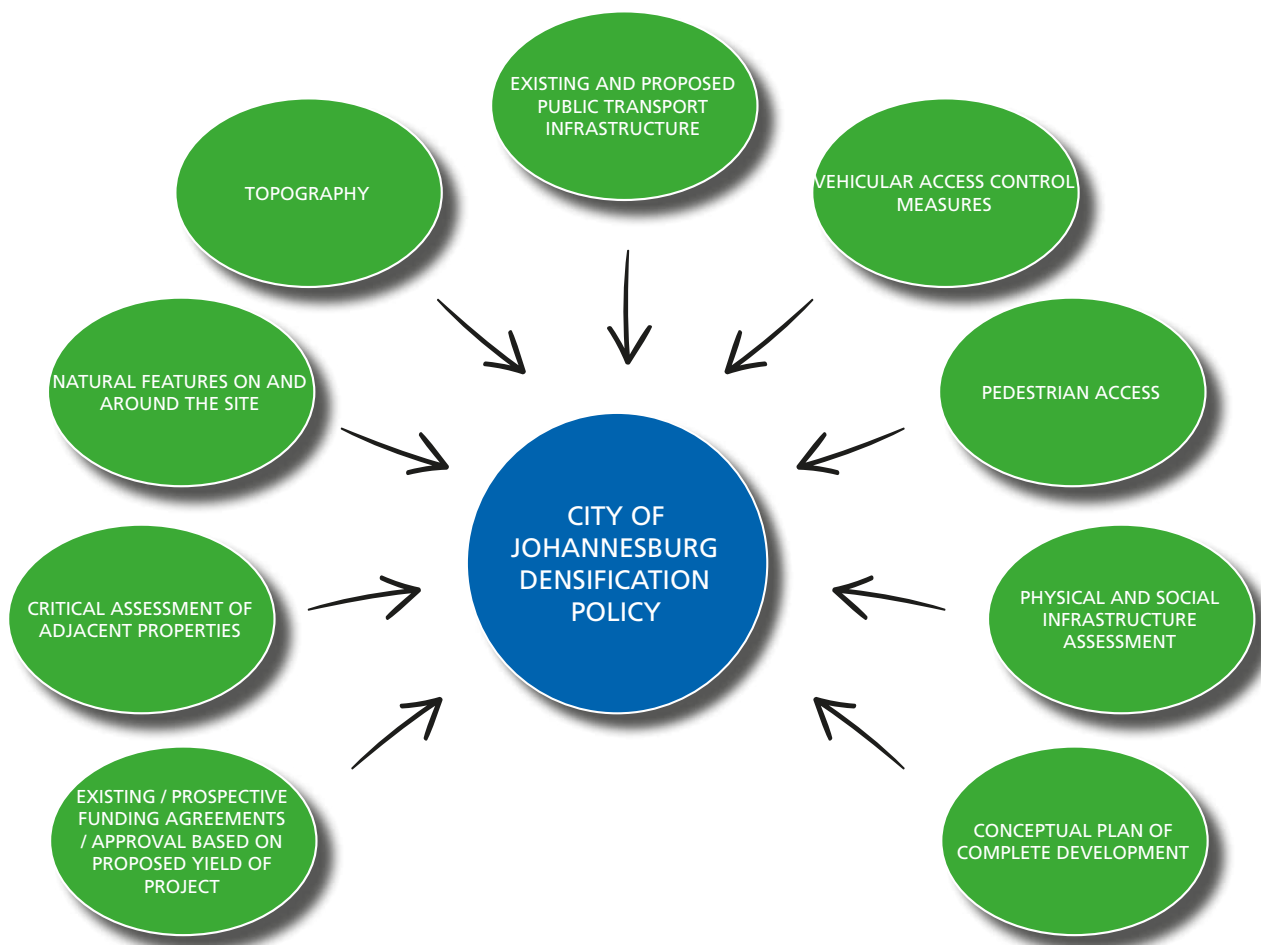 EXISTING AND PROPOSED
PUBLIC TRANSPORT
INFRASTRUCTURE
TOPOGRAPHY
VEHICULAR ACCESS CONTROL
MEASURES
NATURAL FEATURES ON AND
AROUND THE SITE
PEDESTRIAN ACCESS
CITY OF
JOHANNESBURG
DENSIFICATION
POLICY
CRITICAL ASSESSMENT OF
ADJACENT PROPERTIES
PHYSICAL AND SOCIAL
INFRASTRUCTURE
ASSESSMENT
EXISTING / PROSPECTIVE
FUNDING AGREEMENTS
/ APPROVAL BASED ON
PROPOSED YIELD OF
PROJECT
CONCEPTUAL PLAN OF
COMPLETE DEVELOPMENT